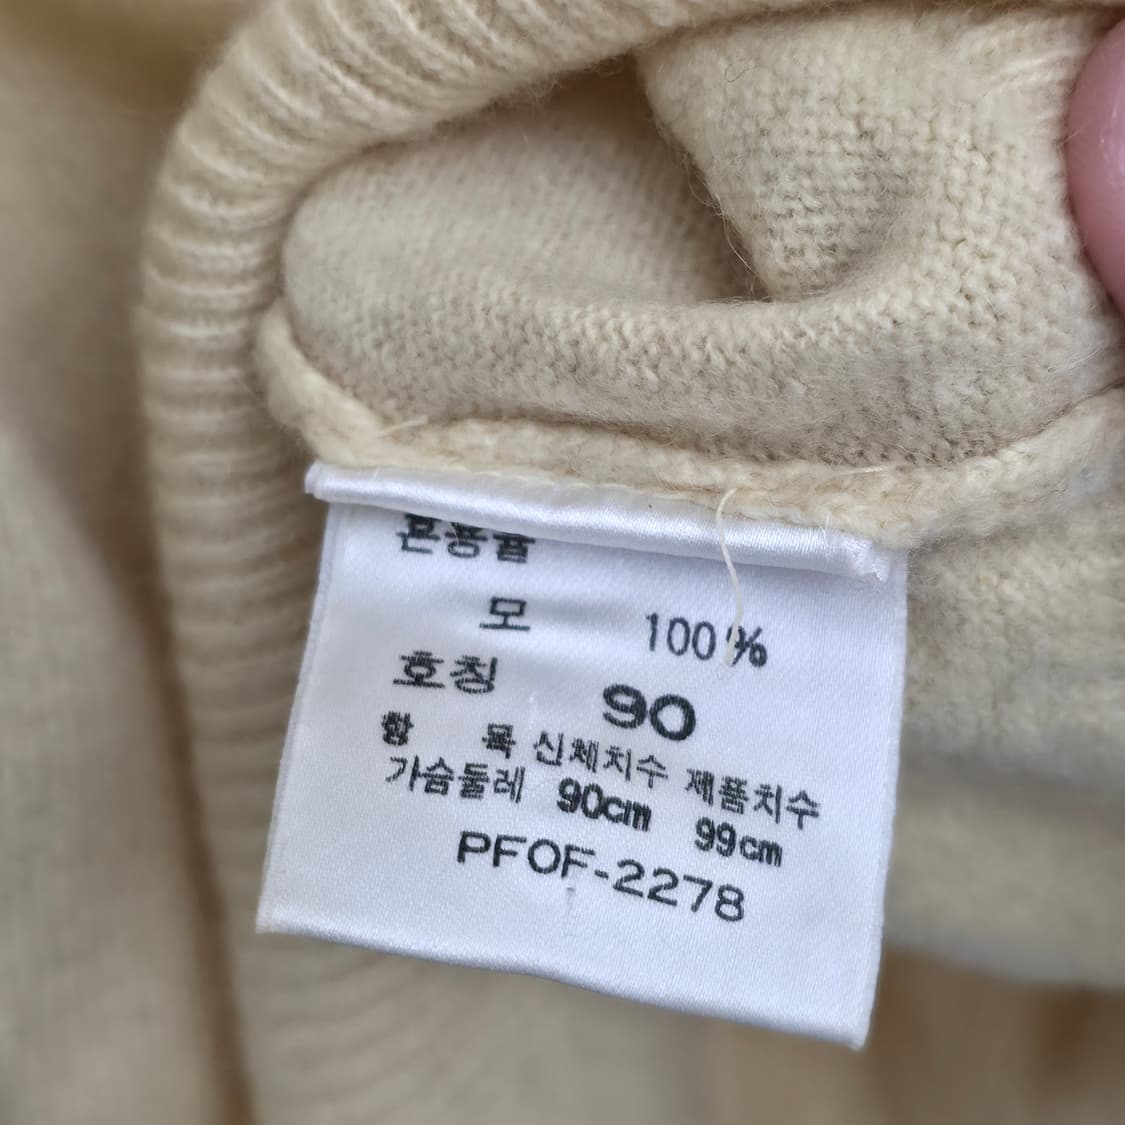 혼용율
모 100%
호칭 90
항 목 신체치수 제품치수
가슴둘레 90cm 99cm
PFOF-2278